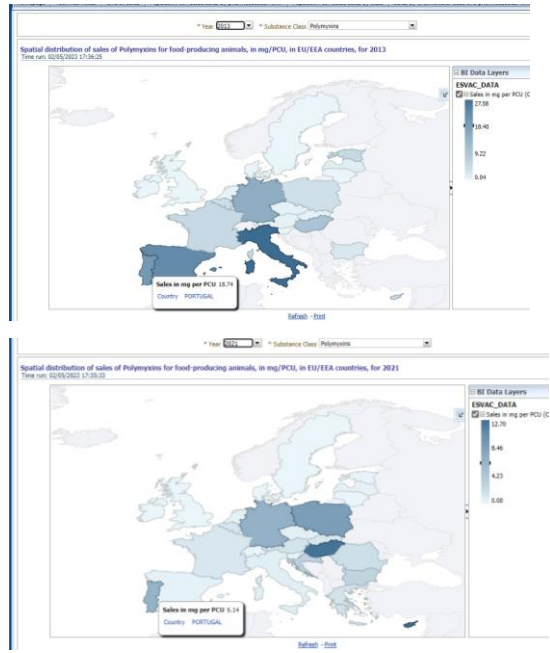 * Year 2013 * Substance Class Polymyxins
Spatial distribution of sales of Polymyxins for food-producing animals, in mg/PCU, in EU/EEA countries, for 2013
Time run: 02/05/2023 17:36:25
BI Data Layers
ESVAC_DATA
Sales in mg per PCU (C
27.58
18.40
9.22
0.04
Sales in mg per PCU 18.74
Country PORTUGAL
Refresh - Print
* Year 2021 * Substance Class Polymyxins
Spatial distribution of sales of Polymyxins for food-producing animals, in mg/PCU, in EU/EEA countries, for 2021
Time run: 02/05/2023 17:35:33
BI Data Layers
ESVAC_DATA
Sales in mg per PCU (C
12.70
8.46
4.23
0.00
Sales in mg per PCU 6.14
Country PORTUGAL
Refresh - Print